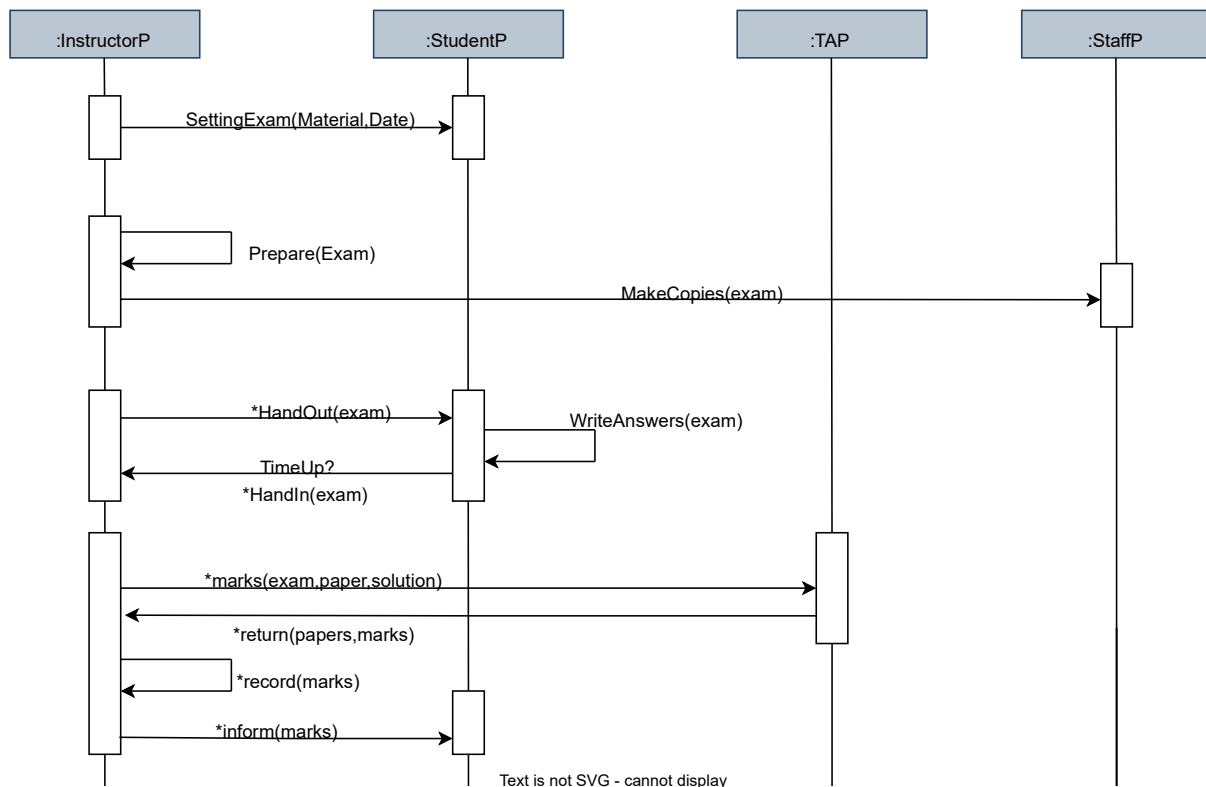 :InstructorP
:StudentP
:TAP
:StaffP
SettingExam(Material,Date)
Prepare(Exam)
MakeCopies(exam)
*HandOut(exam)
WriteAnswers(exam)
TimeUp?
*HandIn(exam)
*marks(exam,paper,solution)
*return(papers,marks)
*record(marks)
*inform(marks)
Text is not SVG - cannot display